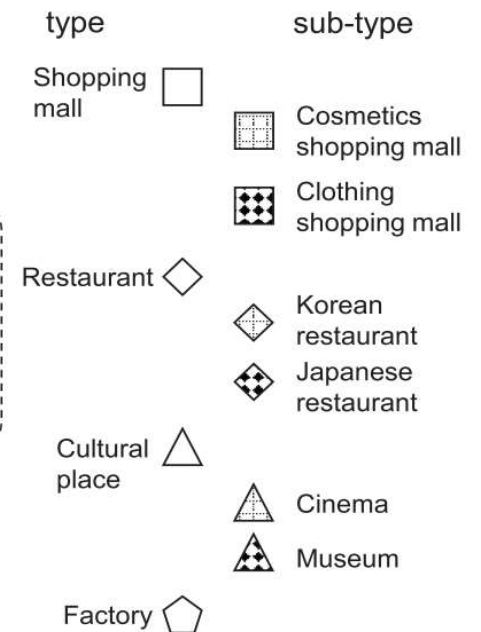 type sub-type
Shopping
mall
Cosmetics
shopping mall
Clothing
shopping mall
Restaurant
Korean
restaurant
Japanese
restaurant
Cultural
place
Cinema
Museum
Factory